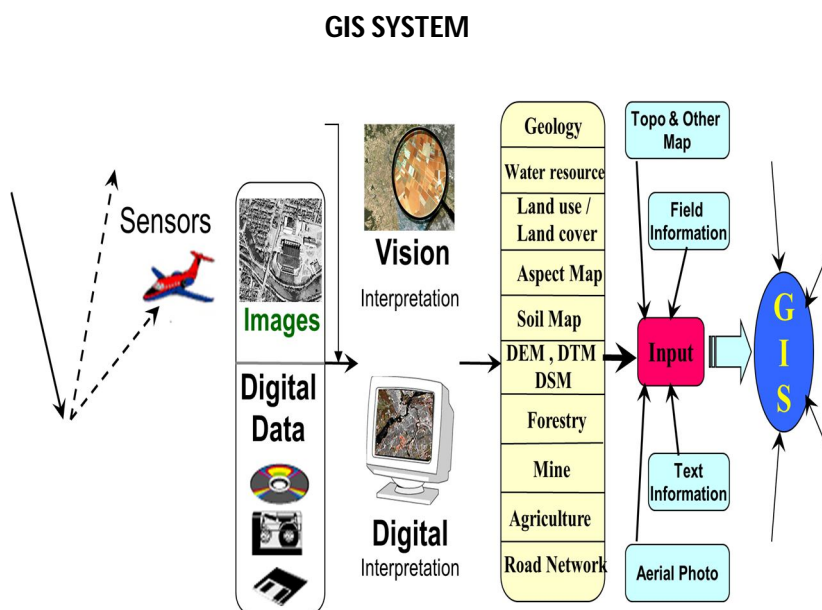 GIS SYSTEM
Sensors
Images
Digital
Data
Vision
Interpretation
Digital
Interpretation
Geology
Water resource
Land use /
Land cover
Aspect Map
Soil Map
DEM , DTM
DSM
Forestry
Mine
Agriculture
Road Network
Topo & Other
Map
Field
Information
Input
Text
Information
Aerial Photo
G
I
S